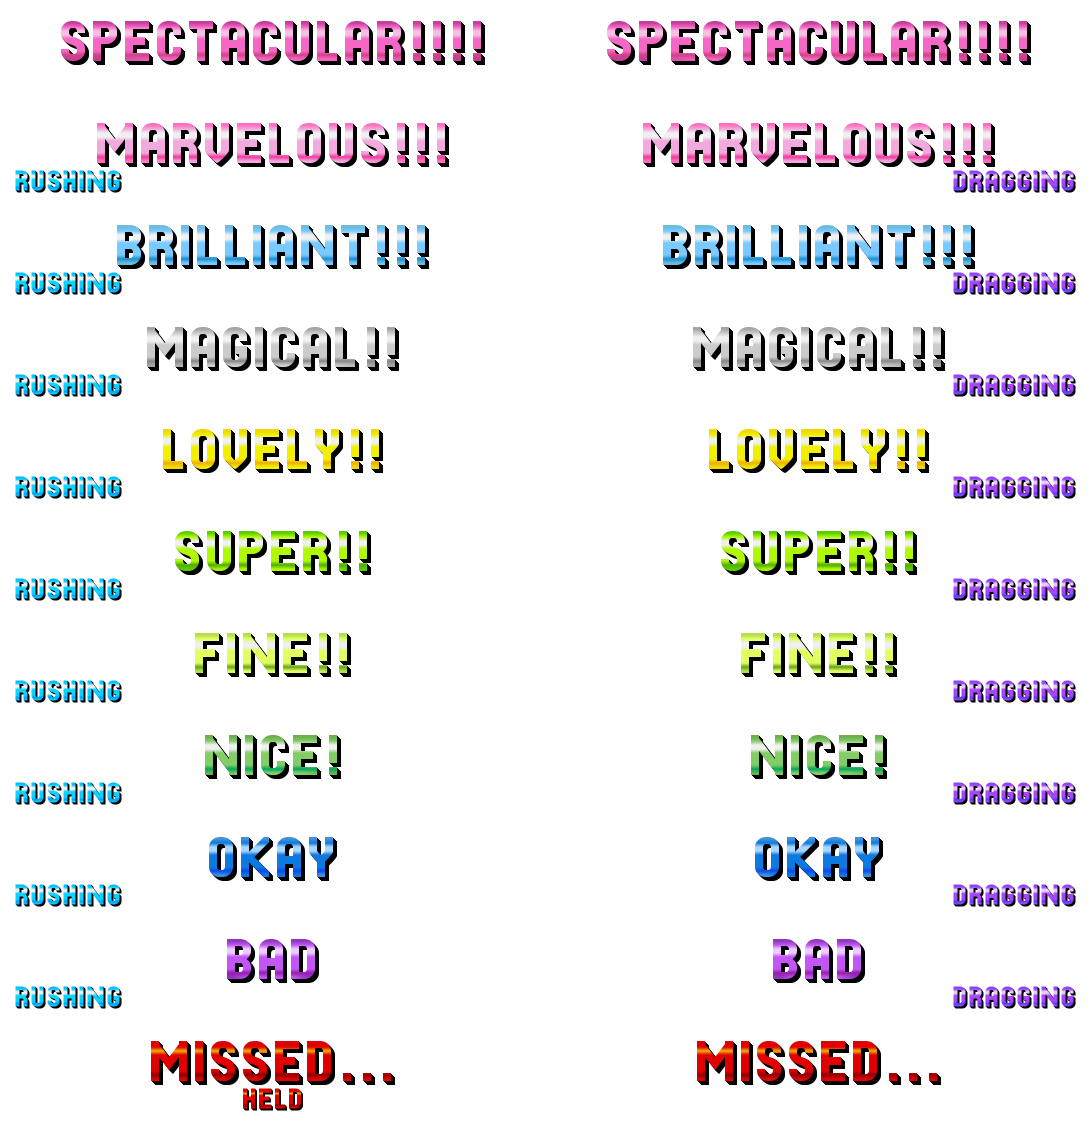 SPECTACULAR!!!! SPECTACULAR!!!!
MARVELOUS!!! MARVELOUS!!!
RUSHING DRAGGING
BRILLIANT!!! BRILLIANT!!!
RUSHING DRAGGING
MAGICAL!! MAGICAL!!
RUSHING DRAGGING
LOVELY!! LOVELY!!
RUSHING DRAGGING
SUPER!! SUPER!!
RUSHING DRAGGING
FINE!! FINE!!
RUSHING DRAGGING
NICE! NICE!
RUSHING DRAGGING
OKAY OKAY
RUSHING DRAGGING
BAD BAD
RUSHING DRAGGING
MISSED... MISSED...
HELD